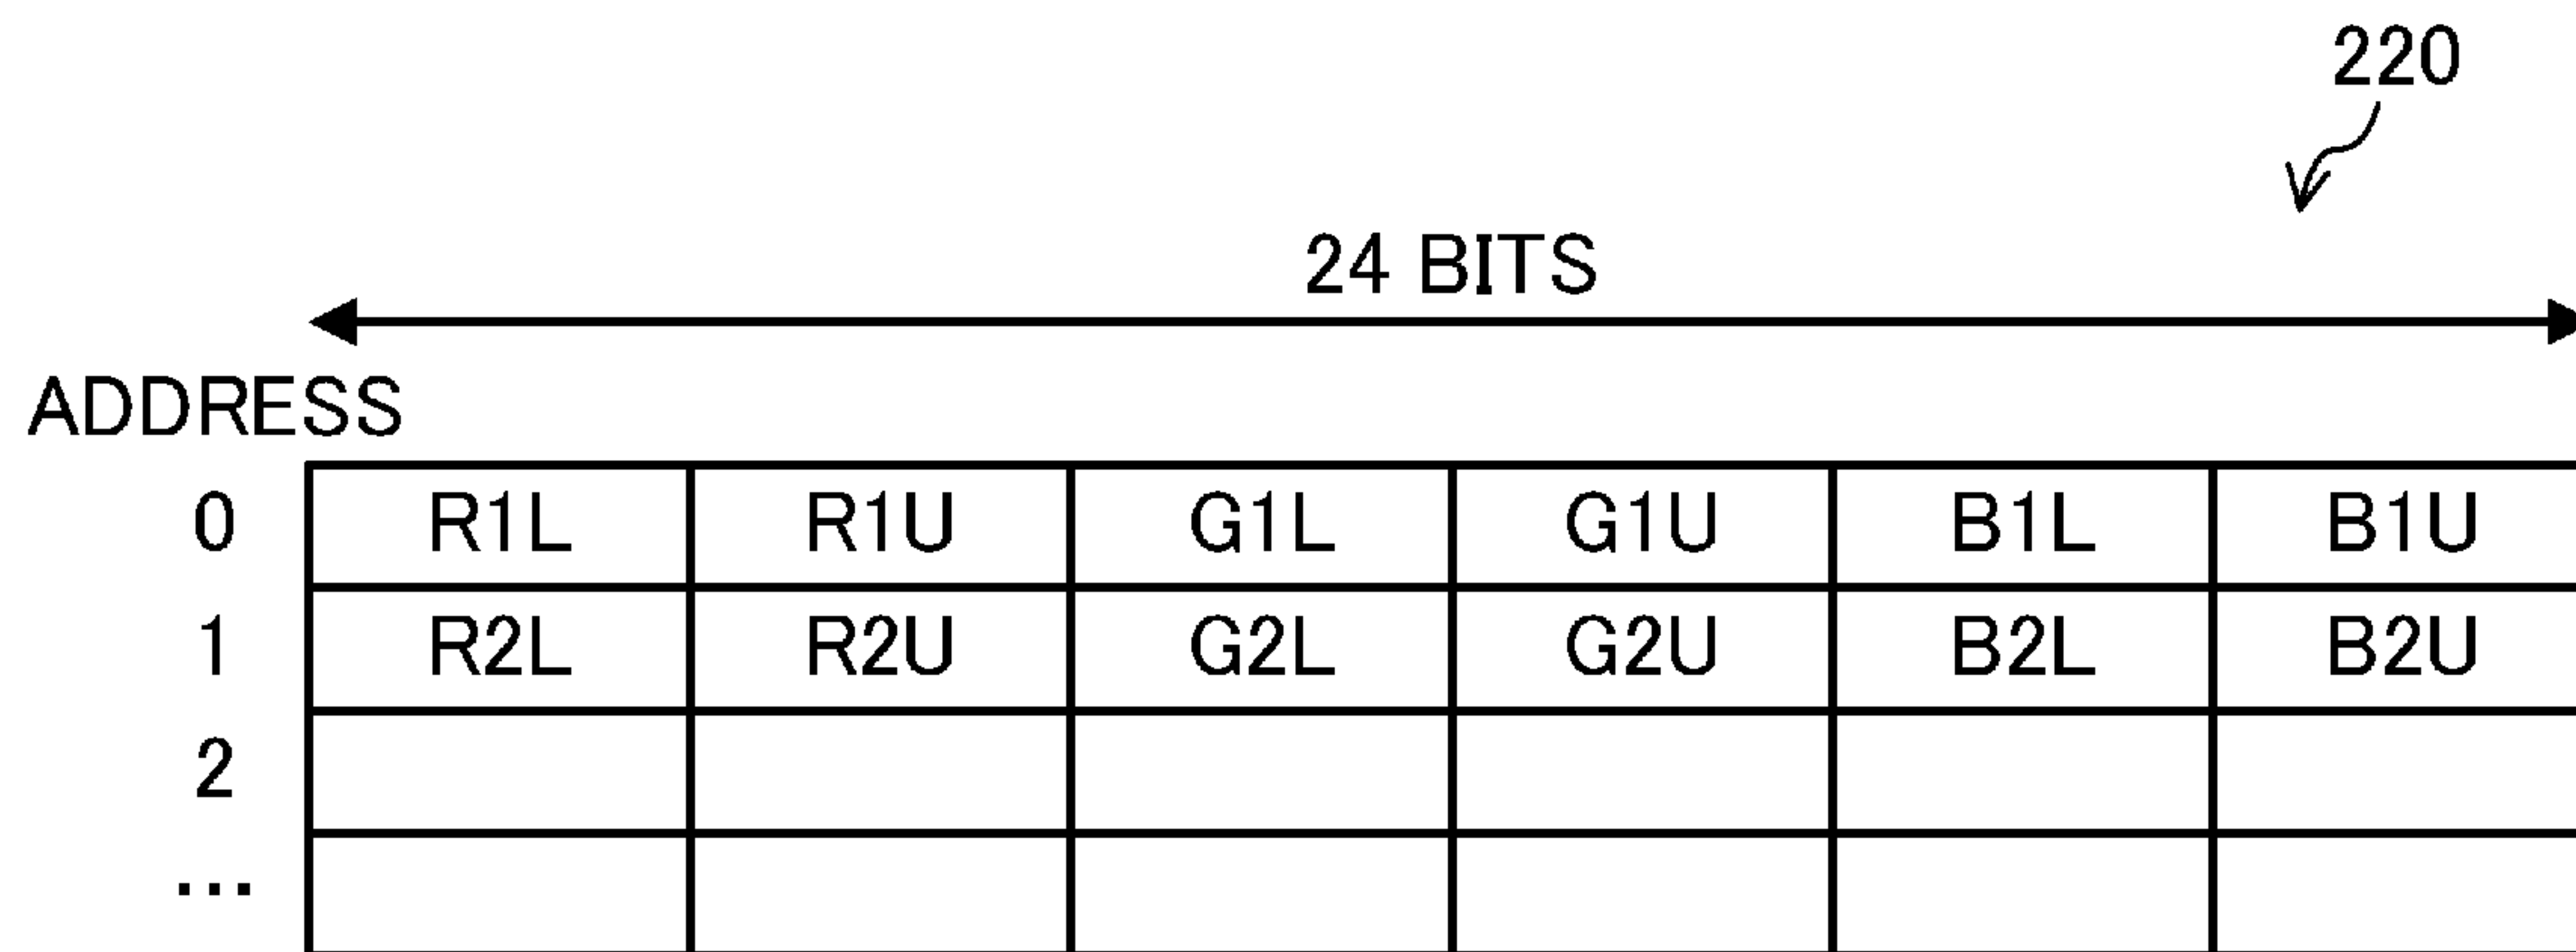 220
24 BITS
ADDRESS
0 R1L R1U G1L G1U B1L B1U
1 R2L R2U G2L G2U B2L B2U
2
...